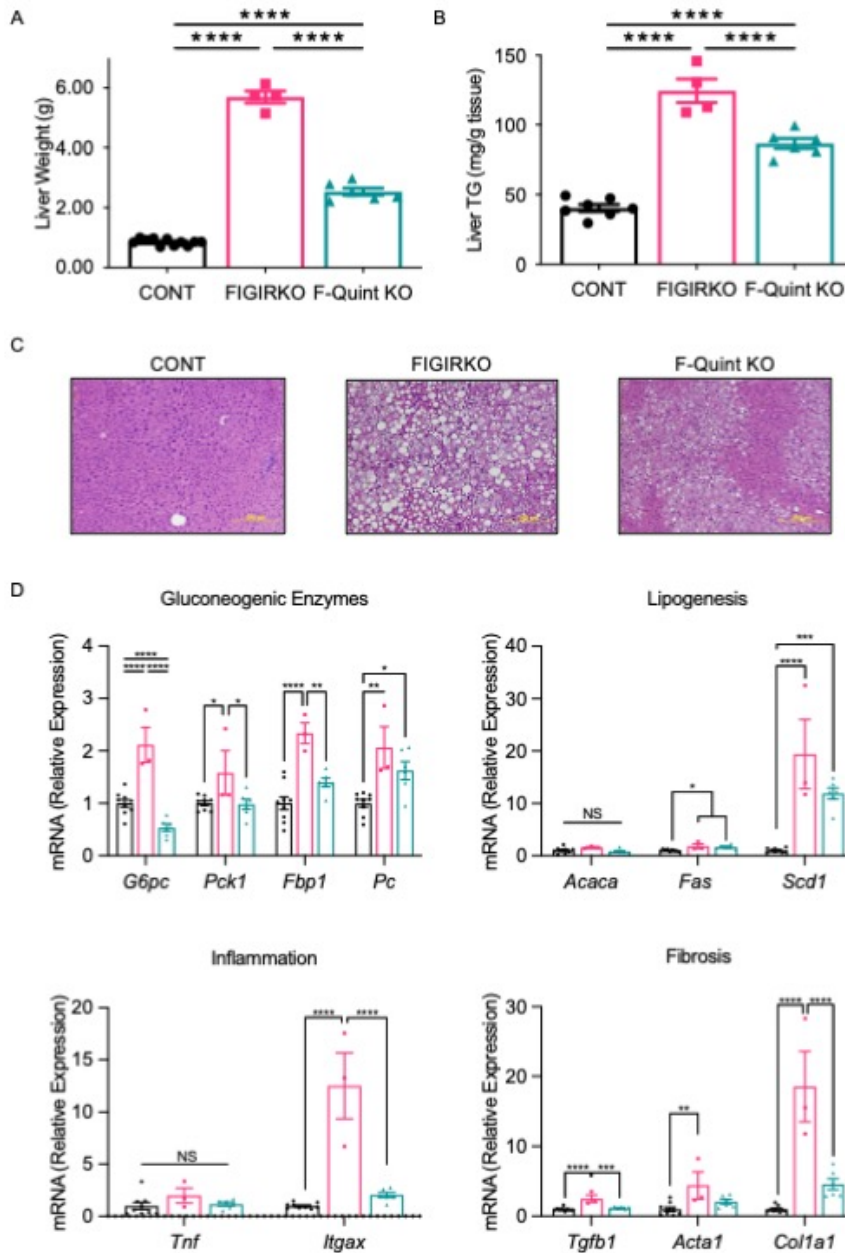 A
****
****
****
Liver Weight (g)
6.00
4.00
2.00
0.00
CONT
FIGIRKO
F-Quint KO
B
****
****
****
Liver TG (mg/g tissue)
150
100
50
0
CONT
FIGIRKO
F-Quint KO
C
CONT
FIGIRKO
F-Quint KO
D
Gluconeogenic Enzymes
mRNA (Relative Expression)
4
3
2
1
0
****
**** ****
*
*
****
**
*
**
G6pc
Pck1
Fbp1
Pc
Lipogenesis
mRNA (Relative Expression)
40
30
20
10
0
NS
*
***
****
Acaca
Fas
Scd1
Inflammation
mRNA (Relative Expression)
20
15
10
5
0
NS
****
****
Tnf
Itgax
Fibrosis
mRNA (Relative Expression)
30
20
10
0
**** ***
**
****
****
Tgfb1
Acta1
Col1a1